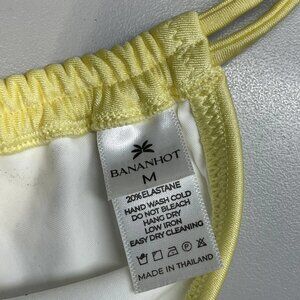 BANANHOT
M
20% ELASTANE
HAND WASH COLD
DO NOT BLEACH
HANG DRY
LOW IRON
EASY DRY CLEANING
MADE IN THAILAND